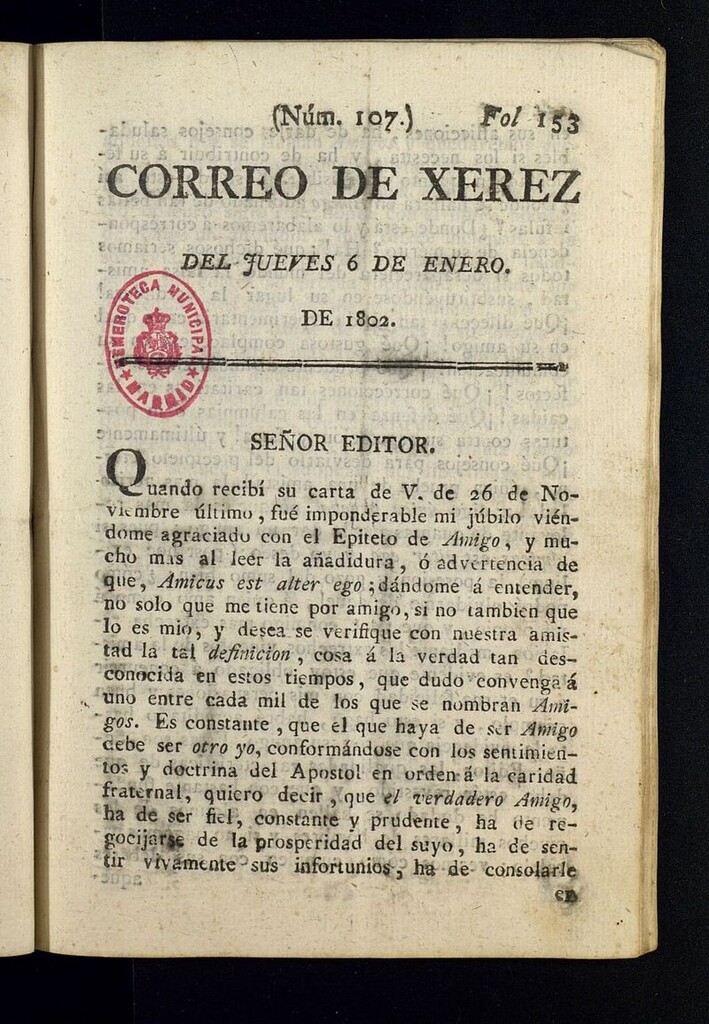 (Núm. 107.) Fol 153
CORREO DE XEREZ
DEL JUEVES 6 DE ENERO.
DE 1802.
HEMEROTECA MUNICIPAL
★ MADRID ★
SEÑOR EDITOR.
Quando recibí su carta de V. de 26 de No-
viembre último, fué imponderable mi júbilo vién-
dome agraciado con el Epiteto de Amigo, y mu-
cho mas al leer la añadidura, ó advertencia de
que, Amicus est alter ego; dándome á entender,
no solo que me tiene por amigo, si no tambien que
lo es mio, y desea se verifique con nuestra amis-
tad la tal definicion, cosa á la verdad tan des-
conocida en estos tiempos, que dudo convenga á
uno entre cada mil de los que se nombran Ami-
gos. Es constante, que el que haya de ser Amigo
debe ser otro yo, conformándose con los sentimien-
tos y doctrina del Apostol en orden á la caridad
fraternal, quiero decir, que el verdadero Amigo,
ha de ser fiel, constante y prudente, ha de re-
gocijarse de la prosperidad del suyo, ha de sen-
tir vivamente sus infortunios, ha de consolarle
en